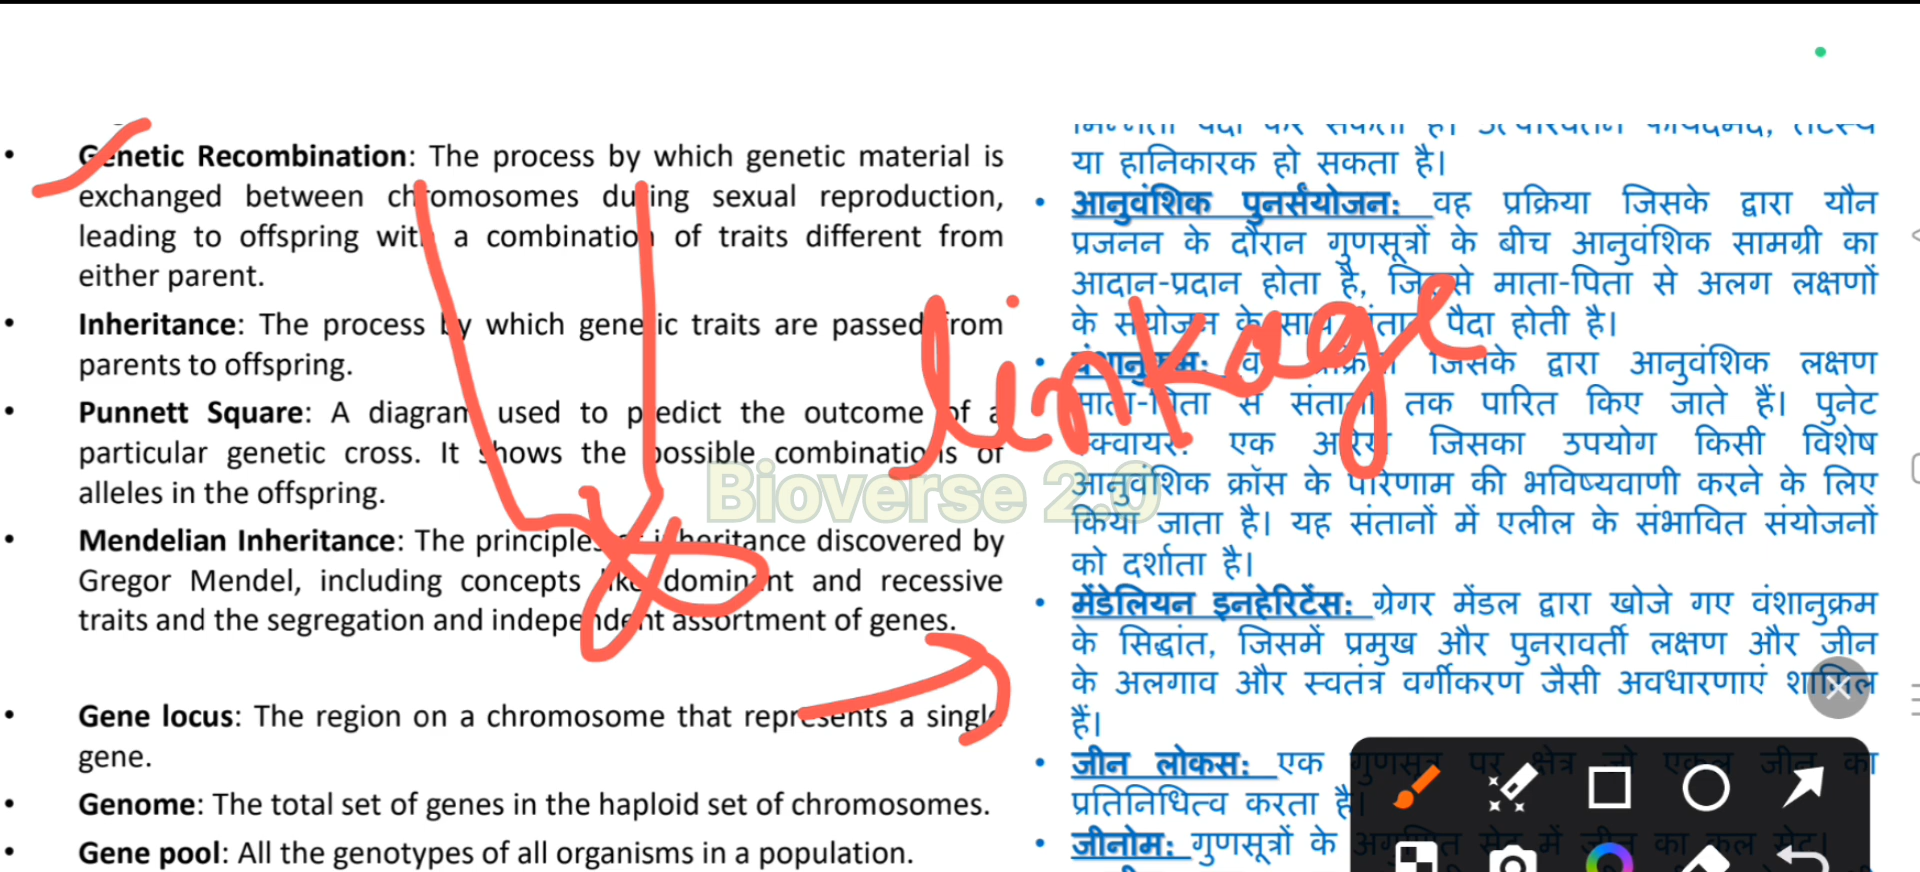 Genetic Recombination: The process by which genetic material is
exchanged between chromosomes during sexual reproduction,
leading to offspring with a combination of traits different from
either parent.
Inheritance: The process by which genetic traits are passed from
parents to offspring.
Punnett Square: A diagram used to predict the outcome of a
particular genetic cross. It shows the possible combinations of
alleles in the offspring.
Mendelian Inheritance: The principles of inheritance discovered by
Gregor Mendel, including concepts like dominant and recessive
traits and the segregation and independent assortment of genes.
Gene locus: The region on a chromosome that represents a single
gene.
Genome: The total set of genes in the haploid set of chromosomes.
Gene pool: All the genotypes of all organisms in a population.
linkage
Bioverse 2.0
या हानिकारक हो सकता है।
आनुवंशिक पुनर्संयोजन: वह प्रक्रिया जिसके द्वारा यौन
प्रजनन के दौरान गुणसूत्रों के बीच आनुवंशिक सामग्री का
आदान-प्रदान होता है, जिससे माता-पिता से अलग लक्षणों
के संयोजन के साथ संतान पैदा होती है।
वंशानुक्रम: वह प्रक्रिया जिसके द्वारा आनुवंशिक लक्षण
माता-पिता से संतानों तक पारित किए जाते हैं। पुनेट
स्क्वायर: एक आरेख जिसका उपयोग किसी विशेष
आनुवंशिक क्रॉस के परिणाम की भविष्यवाणी करने के लिए
किया जाता है। यह संतानों में एलील के संभावित संयोजनों
को दर्शाता है।
मेंडेलियन इनहेरिटेंस: ग्रेगर मेंडल द्वारा खोजे गए वंशानुक्रम
के सिद्धांत, जिसमें प्रमुख और पुनरावर्ती लक्षण और जीन
के अलगाव और स्वतंत्र वर्गीकरण जैसी अवधारणाएं शामिल
हैं।
जीन लोकस: एक गुणसूत्र पर क्षेत्र जो एकल जीन का
प्रतिनिधित्व करता है
जीनोम: गुणसूत्रों के अगुणित सेट में जीन का कुल सेट।